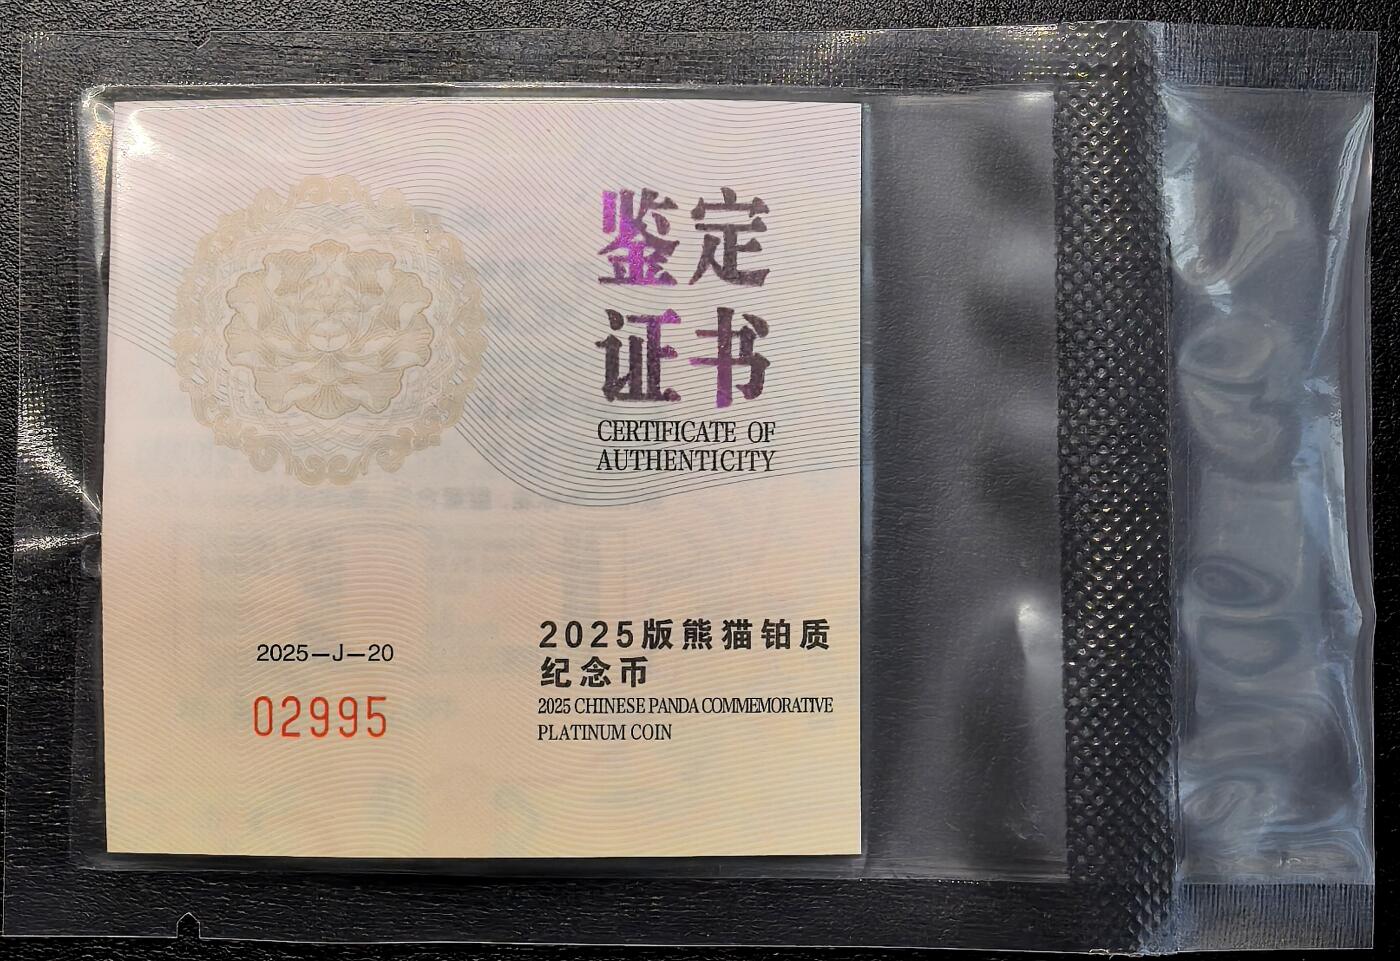 鉴定
证书
CERTIFICATE OF
AUTHENTICITY
2025—J—20
02995
2025版熊猫铂质
纪念币
2025 CHINESE PANDA COMMEMORATIVE
PLATINUM COIN